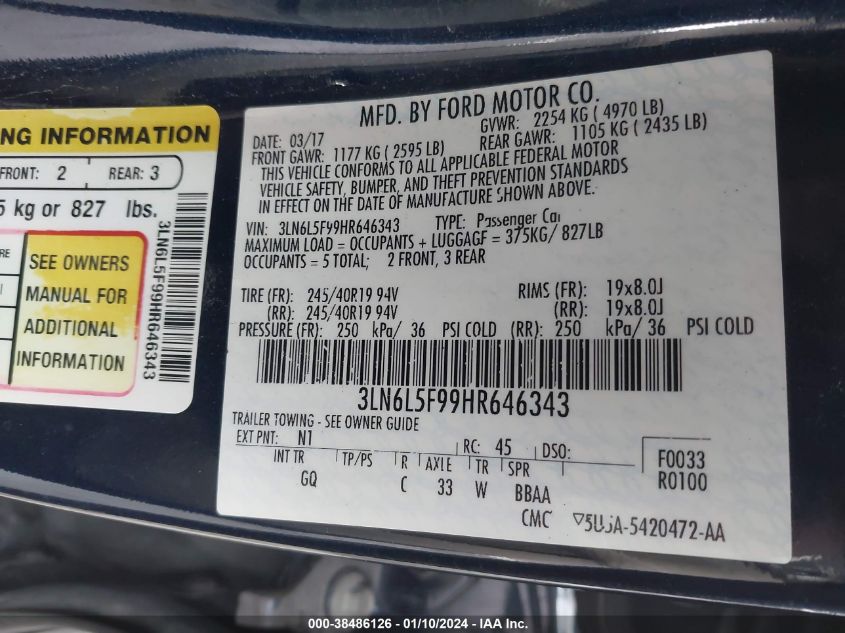 NG INFORMATION
FRONT: 2 REAR: 3
5 kg or 827 lbs.
SEE OWNERS
MANUAL FOR
ADDITIONAL
INFORMATION
3LN6L5F99HR646343
MFD. BY FORD MOTOR CO.
DATE: 03/17 GVWR: 2254 KG ( 4970 LB)
FRONT GAWR: 1177 KG ( 2595 LB) REAR GAWR: 1105 KG ( 2435 LB)
THIS VEHICLE CONFORMS TO ALL APPLICABLE FEDERAL MOTOR
VEHICLE SAFETY, BUMPER, AND THEFT PREVENTION STANDARDS
IN EFFECT ON THE DATE OF MANUFACTURE SHOWN ABOVE.
VIN: 3LN6L5F99HR646343 TYPE: Passenger Car
MAXIMUM LOAD = OCCUPANTS + LUGGAGE = 375KG/ 827LB
OCCUPANTS = 5 TOTAL; 2 FRONT, 3 REAR
TIRE (FR): 245/40R19 94V RIMS (FR): 19x8.0J
(RR): 245/40R19 94V (RR): 19x8.0J
PRESSURE (FR): 250 kPa/ 36 PSI COLD (RR): 250 kPa/ 36 PSI COLD
3LN6L5F99HR646343
TRAILER TOWING - SEE OWNER GUIDE
EXT PNT: N1 RC: 45 DSO: F0033
INT TR TP/PS R AXLE TR SPR R0100
GQ C 33 W BBAA
CMC 5U5A-5420472-AA
000-38486126 - 01/10/2024 - IAA Inc.